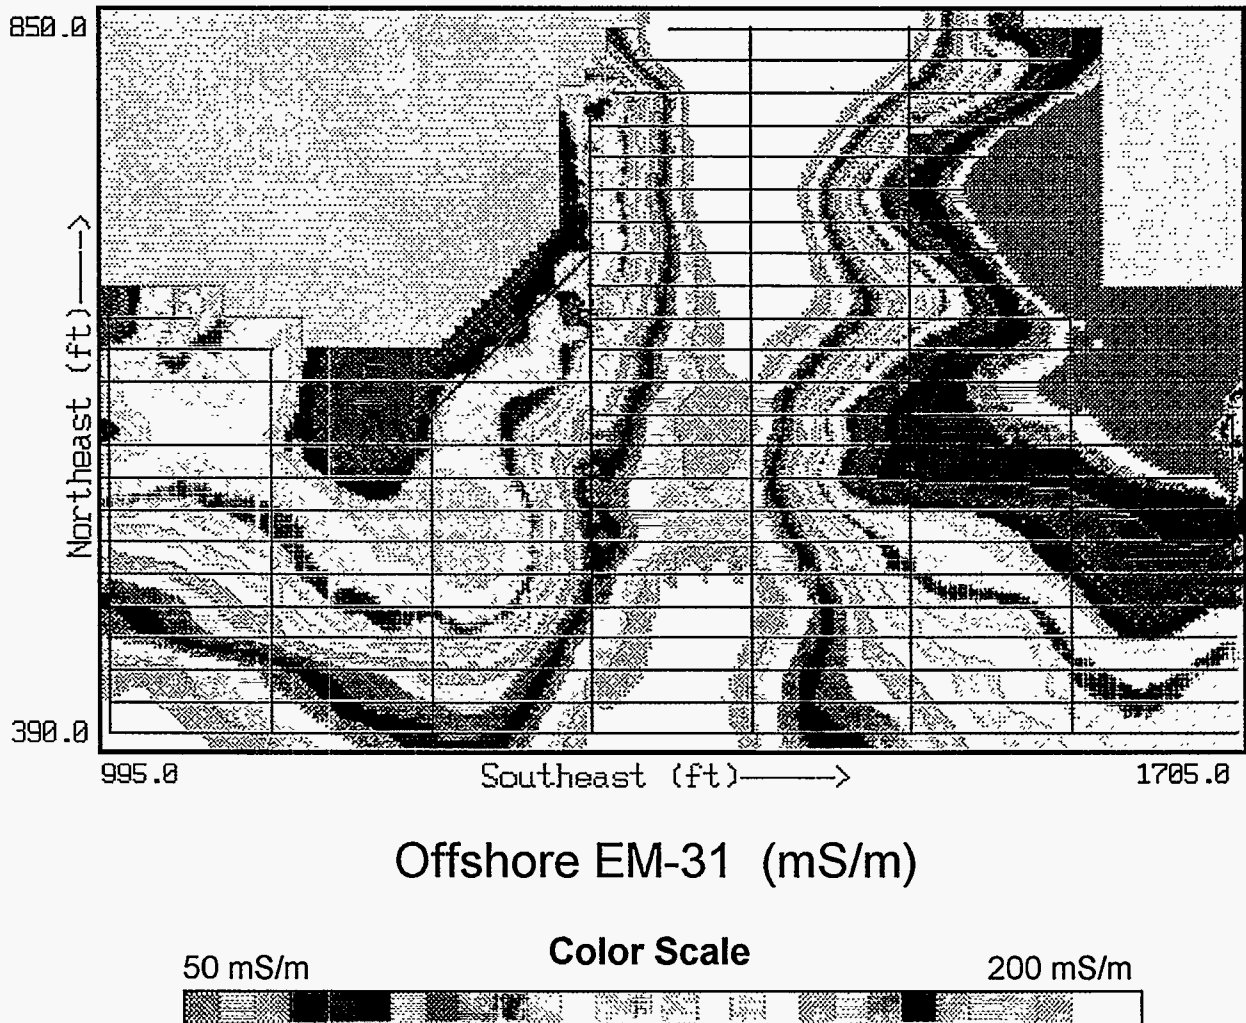 850.0
Northeast (ft)———>
390.0
995.0 Southeast (ft)———> 1705.0
Offshore EM-31 (mS/m)
Color Scale
50 mS/m 200 mS/m